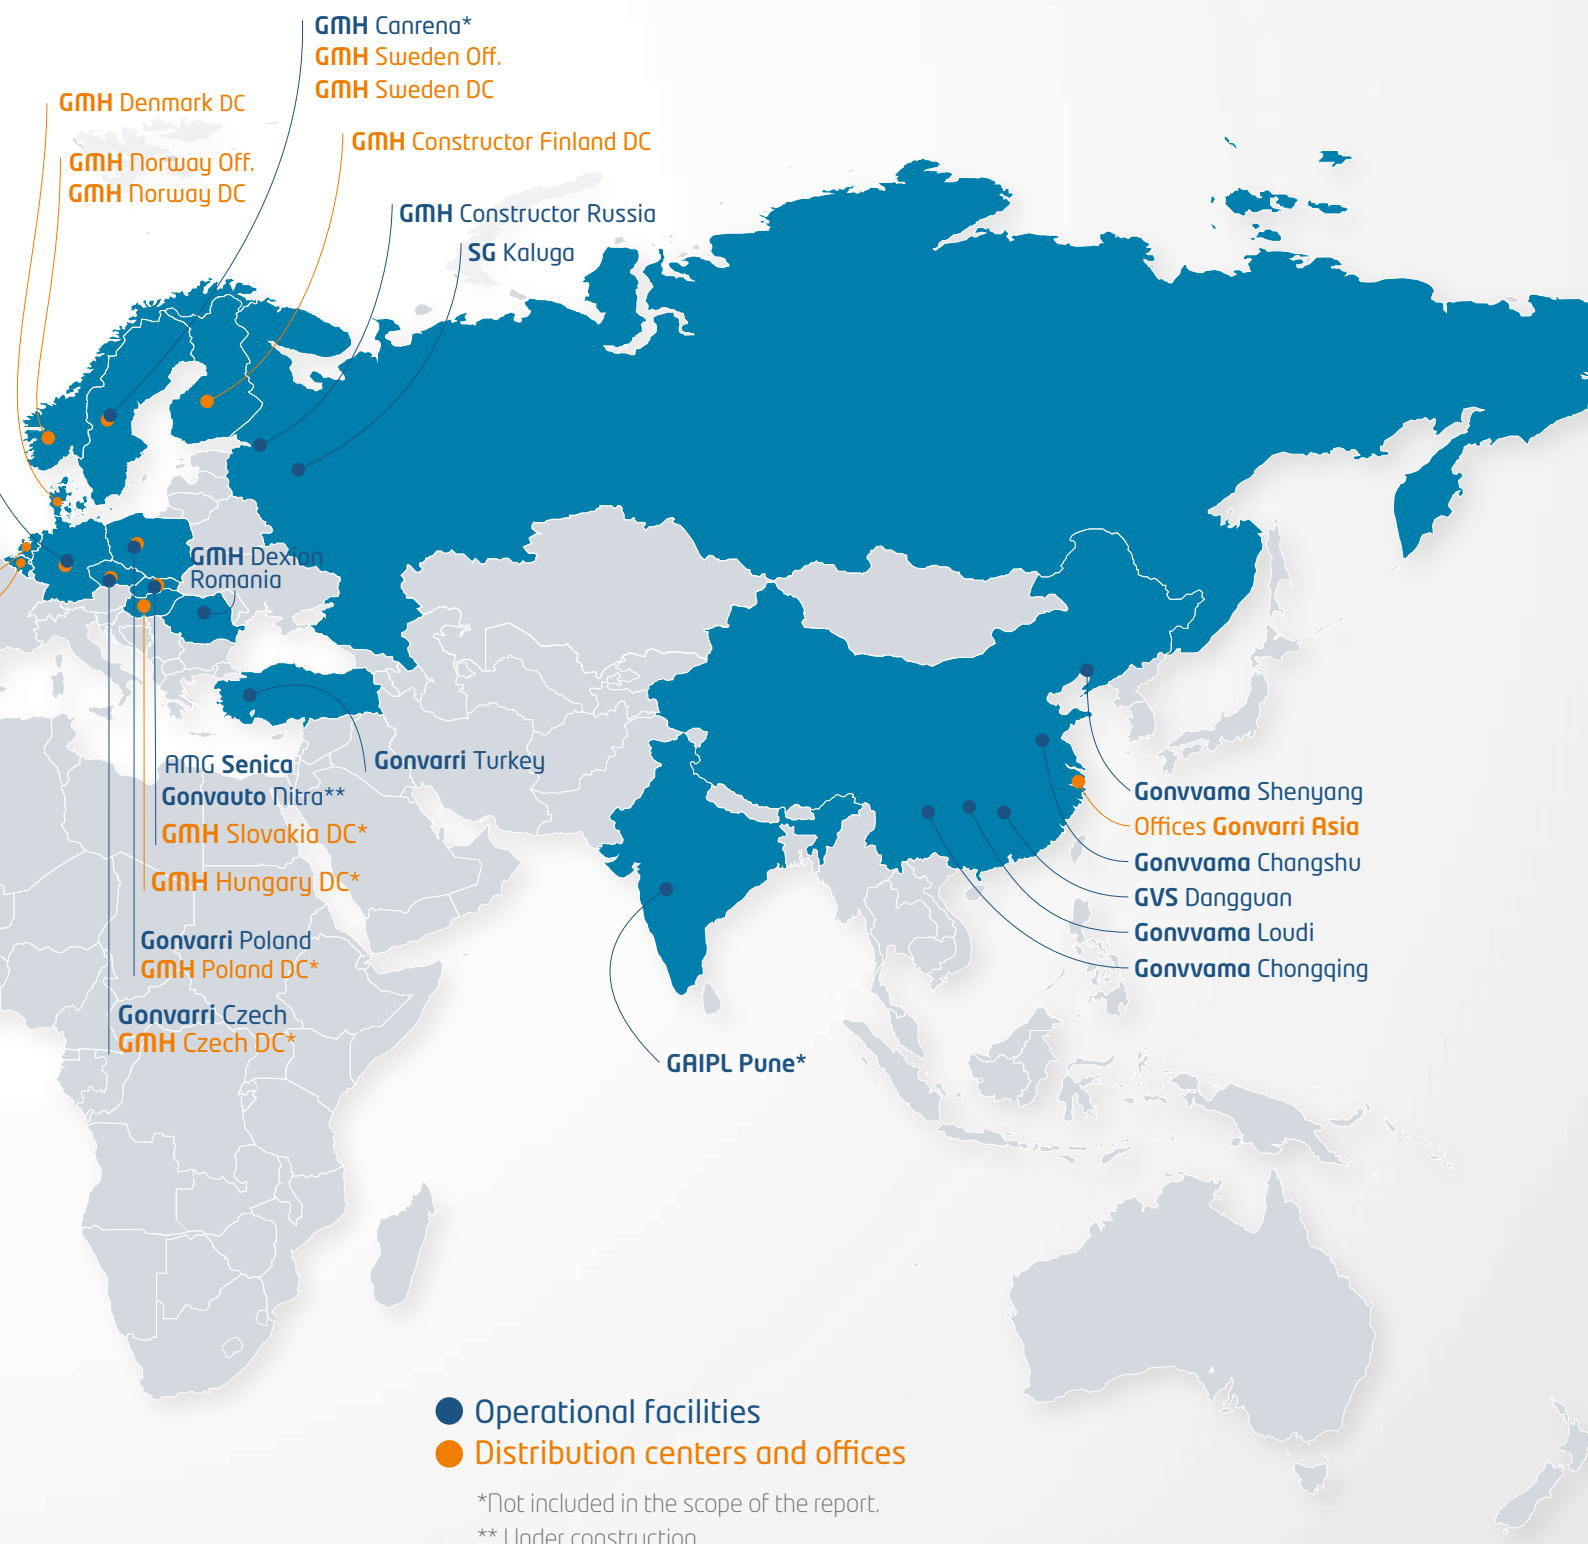 GMH Canrena*
GMH Sweden Off.
GMH Sweden DC
GMH Denmark DC
GMH Constructor Finland DC
GMH Norway Off.
GMH Norway DC
GMH Constructor Russia
SG Kaluga
GMH Dexion
Romania
AMG Senica
Gonvauto Nitra**
GMH Slovakia DC*
GMH Hungary DC*
Gonvarri Turkey
Gonvarri Poland
GMH Poland DC*
Gonvarri Czech
GMH Czech DC*
Gonvvama Shenyang
Offices Gonvarri Asia
Gonvvama Changshu
GVS Dangguan
Gonvvama Loudi
Gonvvama Chongqing
GAIPL Pune*
Operational facilities
Distribution centers and offices
*Not included in the scope of the report.
** Under construction